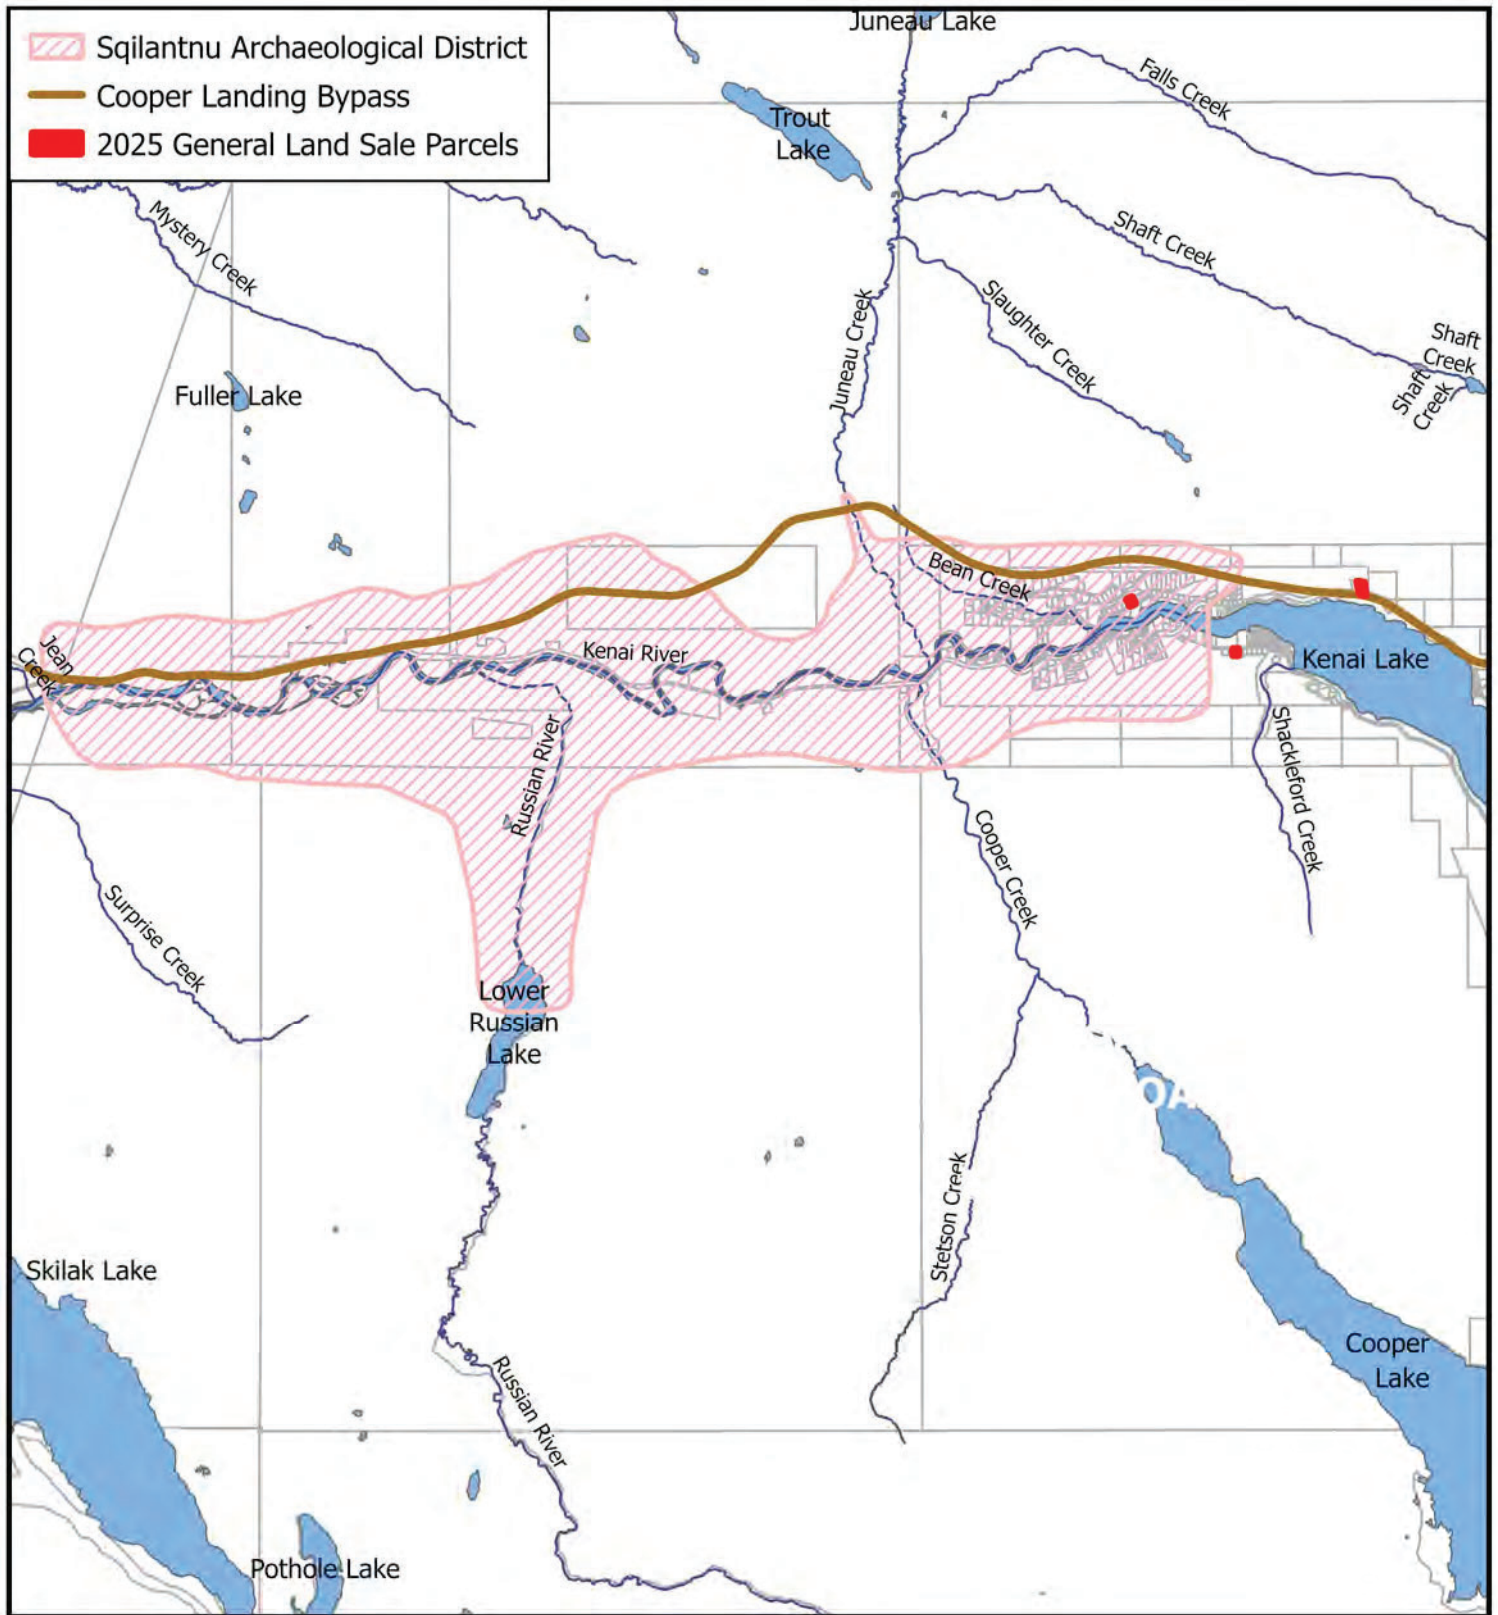 Sqilantnu Archaeological District
Cooper Landing Bypass
2025 General Land Sale Parcels
Juneau Lake
Falls Creek
Trout
Lake
Shaft Creek
Mystery Creek
Slaughter Creek
Juneau Creek
Shaft
Creek
Shaft
Creek
Fuller Lake
Bean Creek
Jean
Creek
Kenai River
Kenai Lake
Russian River
Shackleford Creek
Cooper Creek
Surprise Creek
Lower
Russian
Lake
OA
Stetson Creek
Skilak Lake
Cooper
Lake
Russian River
Pothole Lake